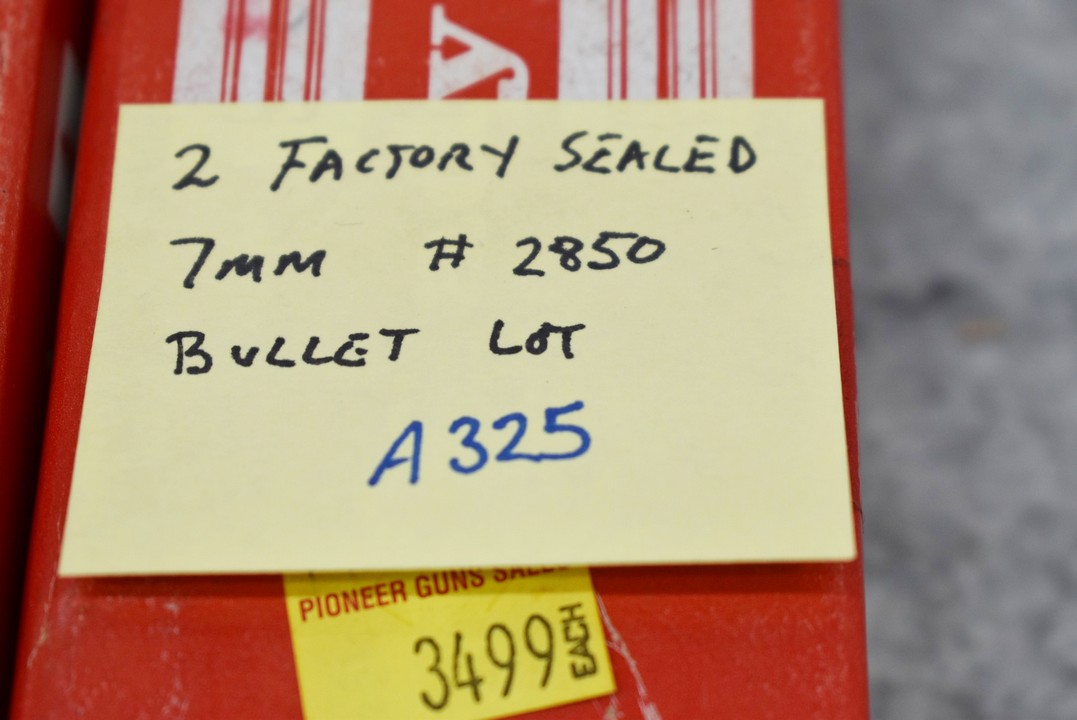 y
2 FACTORY SEALED
7mm # 2850
BULLET LOT
A325
PIONEER GUNS SALES
3499 EACH